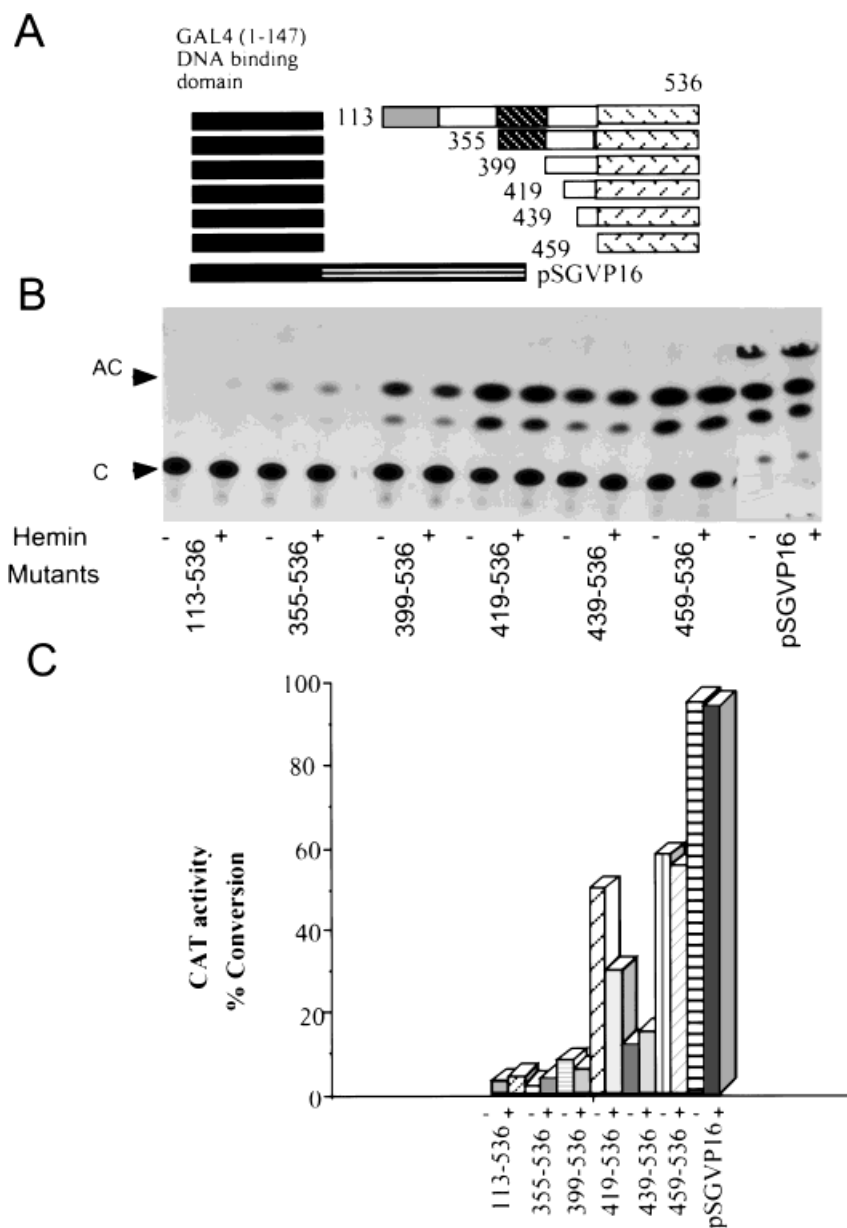 A
GAL4 (1-147)
DNA binding
domain
536
113
355
399
419
439
459
pSGVP16
B
AC
C
Hemin - + - + - + - + - + - + - +
Mutants 113-536 355-536 399-536 419-536 439-536 459-536 pSGVP16
C
CAT activity
% Conversion
100
80
60
40
20
0
- + - + - + - + - + - + - +
113-536 355-536 399-536 419-536 439-536 459-536 pSGVP16